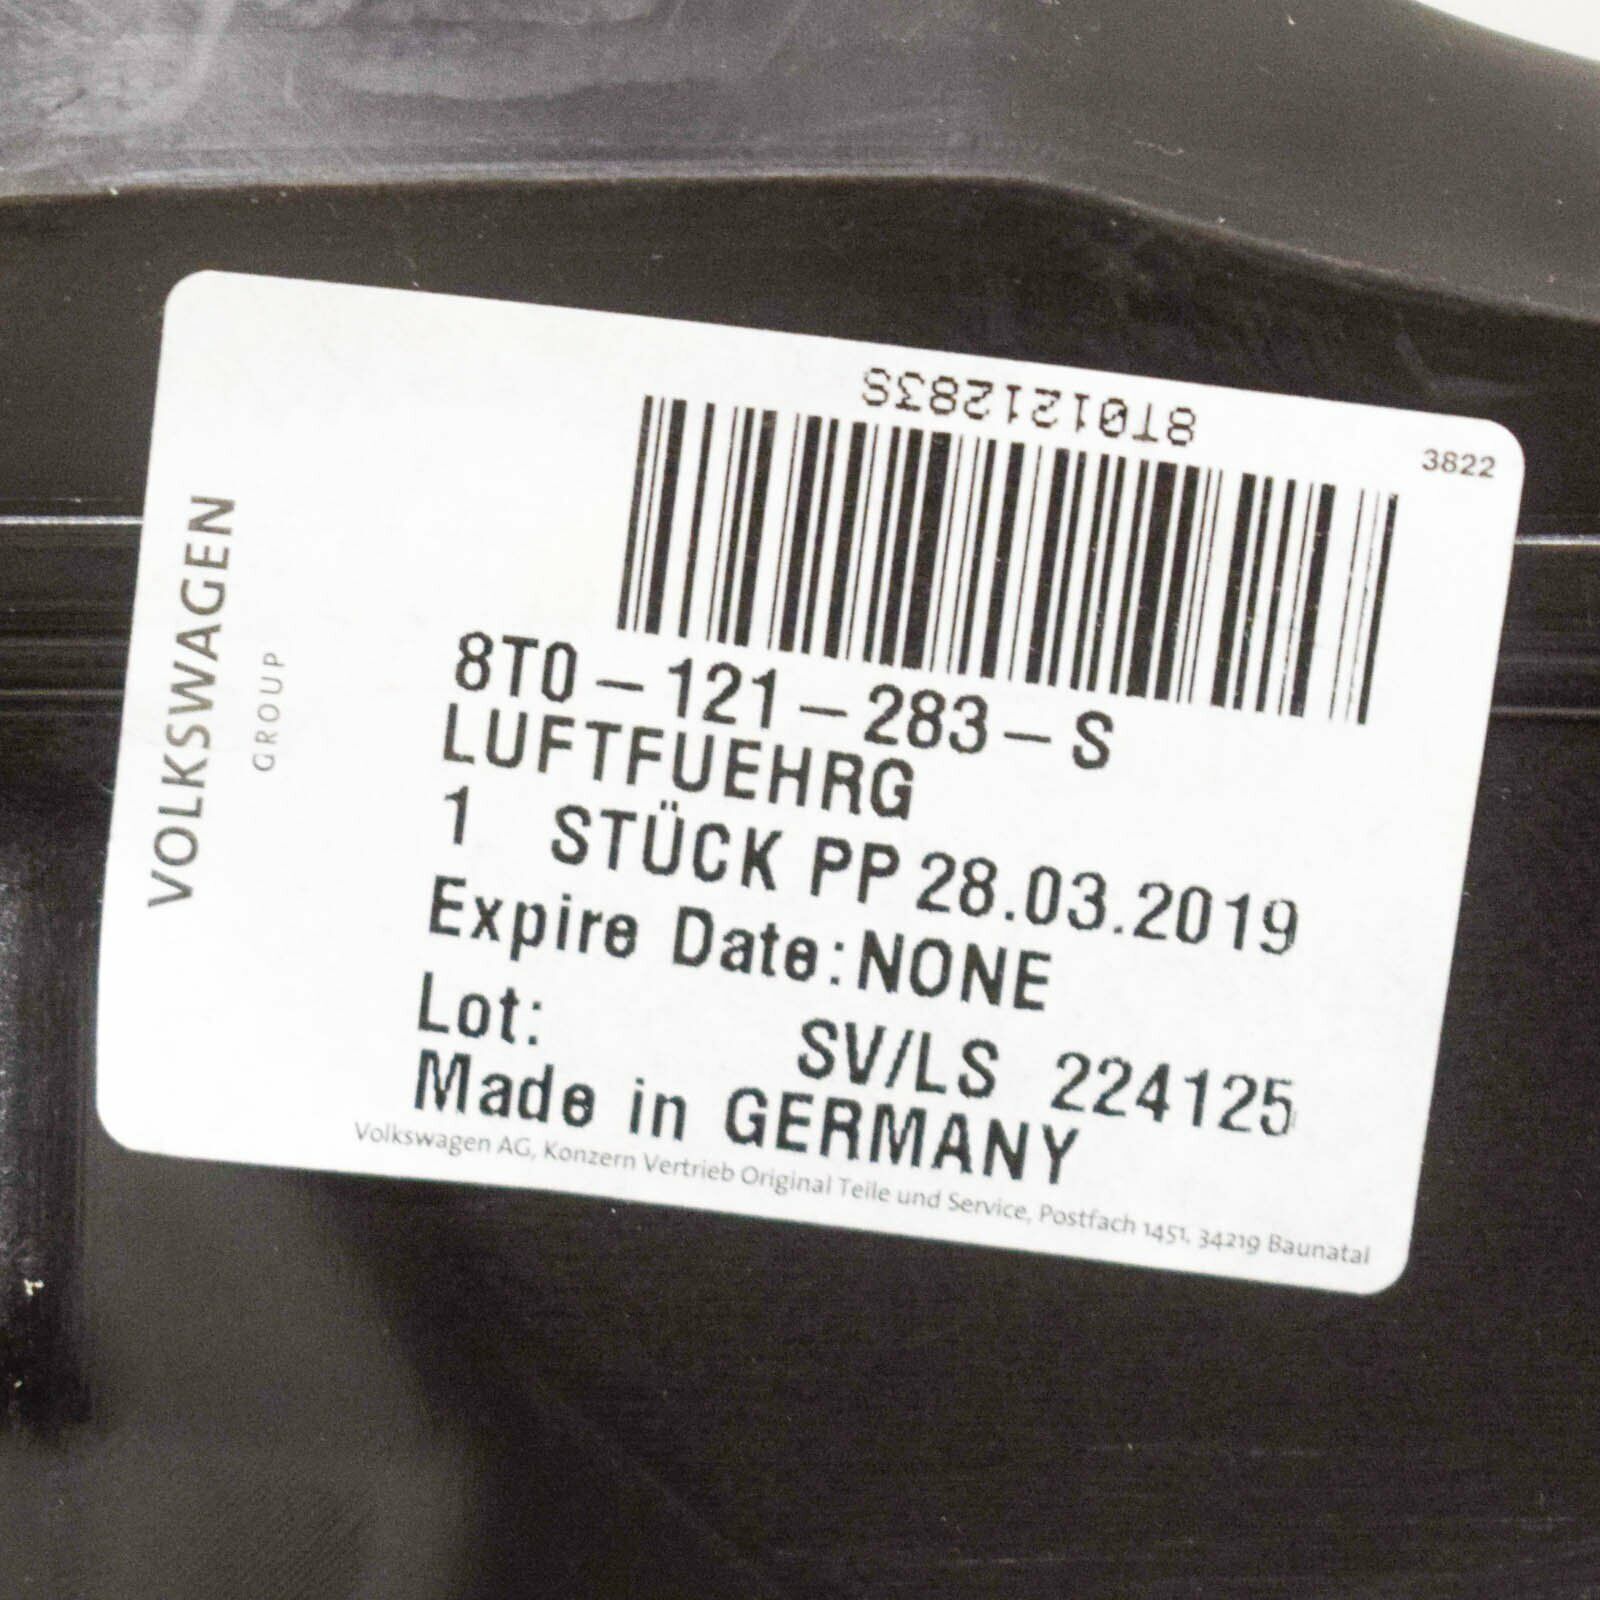 8T0121283S
3822
VOLKSWAGEN
GROUP
8T0-121-283-S
LUFTFUEHRG
1 STÜCK PP 28.03.2019
Expire Date:NONE
Lot: SV/LS 224125
Made in GERMANY
Volkswagen AG, Konzern Vertrieb Original Teile und Service, Postfach 1451, 34219 Baunatal